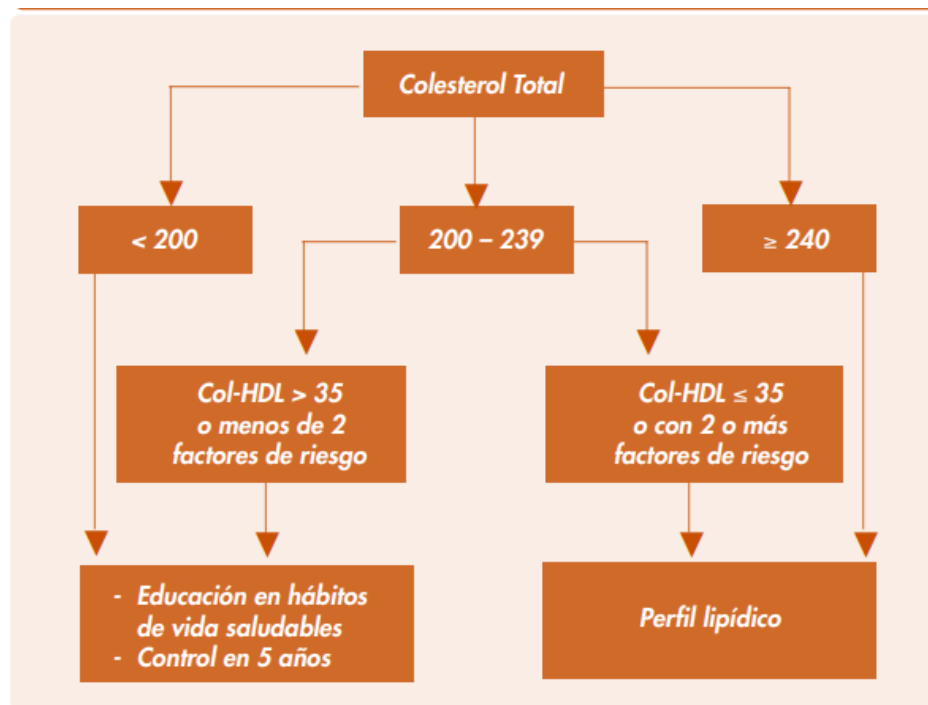 Colesterol Total
< 200
200 – 239
≥ 240
Col-HDL > 35
o menos de 2
factores de riesgo
Col-HDL ≤ 35
o con 2 o más
factores de riesgo
- Educación en hábitos
de vida saludables
- Control en 5 años
Perfil lipídico